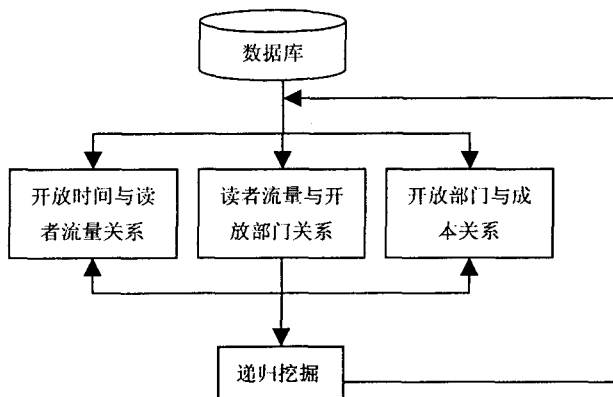 数据库
开放时间与读
者流量关系
读者流量与开
放部门关系
开放部门与成
本关系
递归挖掘